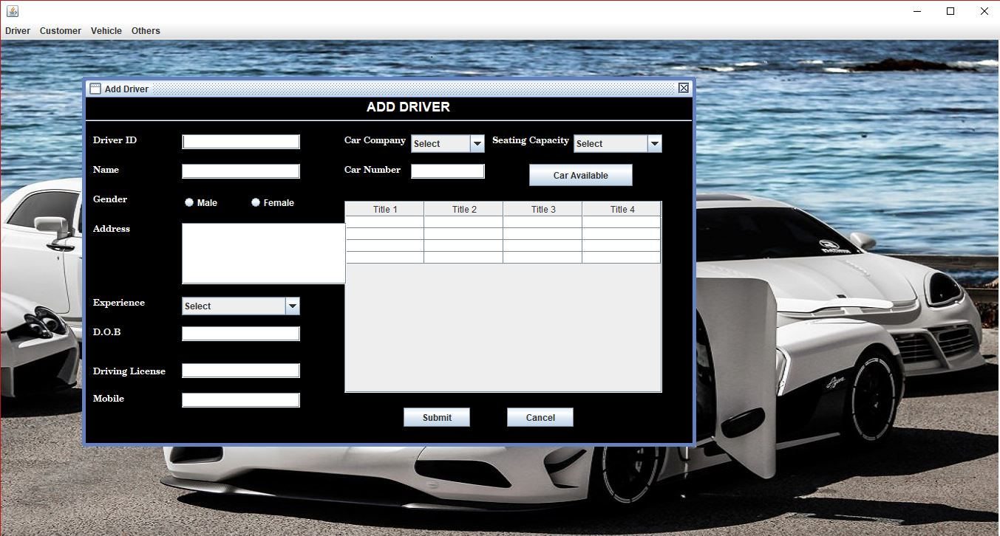 Driver Customer Vehicle Others
Add Driver
ADD DRIVER
Driver ID
Car Company Select Seating Capacity Select
Name
Car Number
Car Available
Gender Male Female
Title 1 Title 2 Title 3 Title 4
Address
Experience Select
D.O.B
Driving License
Mobile
Submit Cancel
Agera